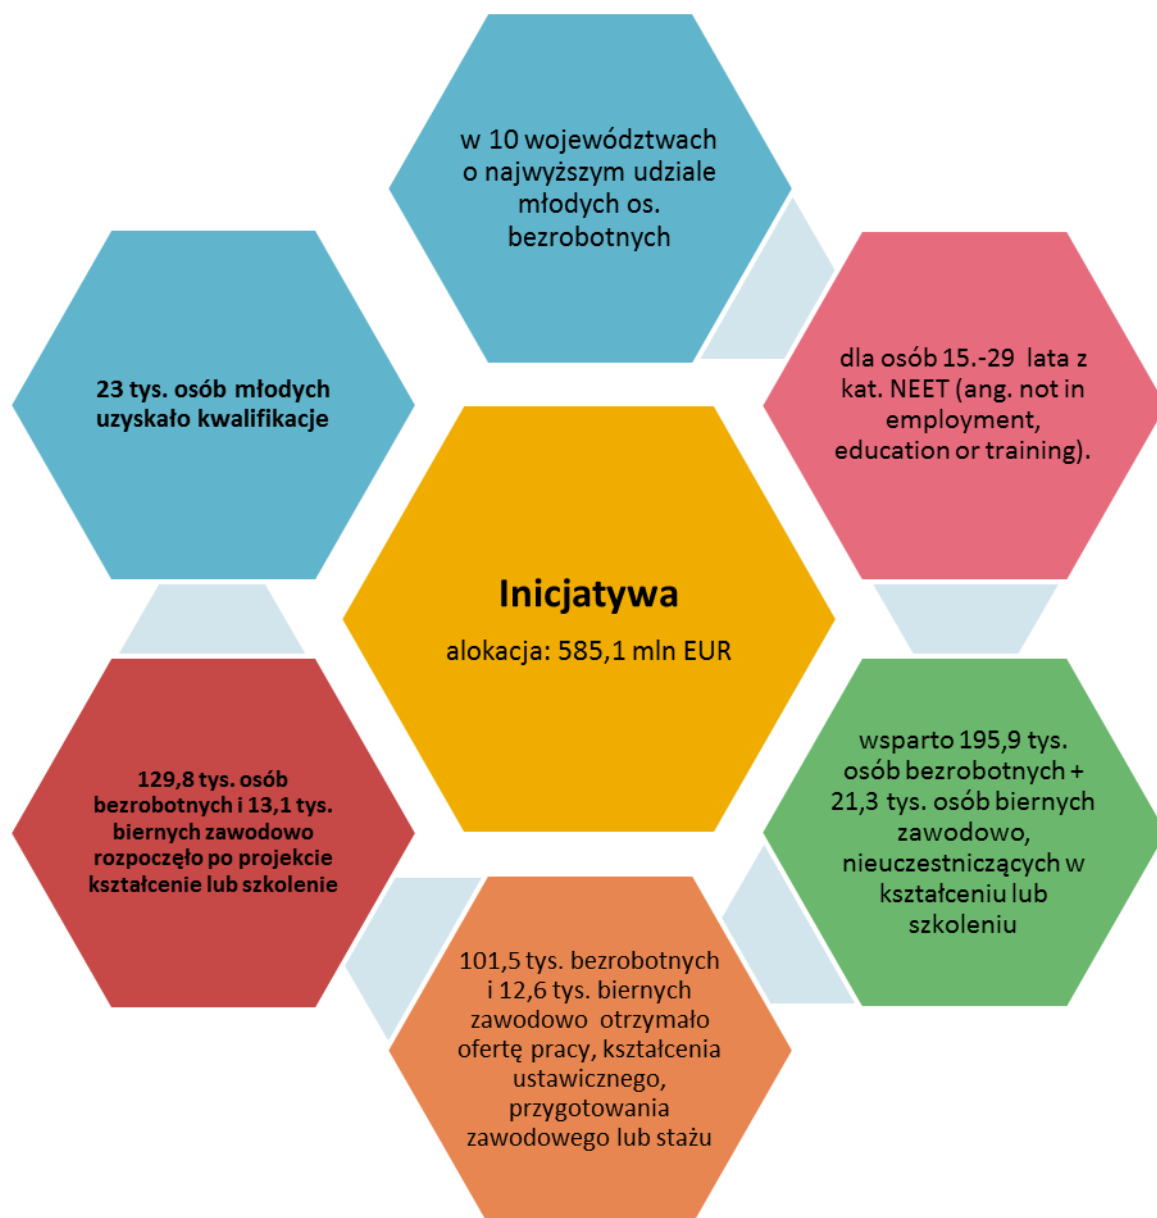 w 10 województwach
o najwyższym udziale
młodych os.
bezrobotnych
dla osób 15.-29 lata z
kat. NEET (ang. not in
employment,
education or training).
wsparto 195,9 tys.
osób bezrobotnych +
21,3 tys. osób biernych
zawodowo,
nieuczestniczących w
kształceniu lub
szkoleniu
101,5 tys. bezrobotnych
i 12,6 tys. biernych
zawodowo otrzymało
ofertę pracy, kształcenia
ustawicznego,
przygotowania
zawodowego lub stażu
129,8 tys. osób
bezrobotnych i 13,1 tys.
biernych zawodowo
rozpoczęło po projekcie
kształcenie lub szkolenie
23 tys. osób młodych
uzyskało kwalifikacje
Inicjatywa
alokacja: 585,1 mln EUR